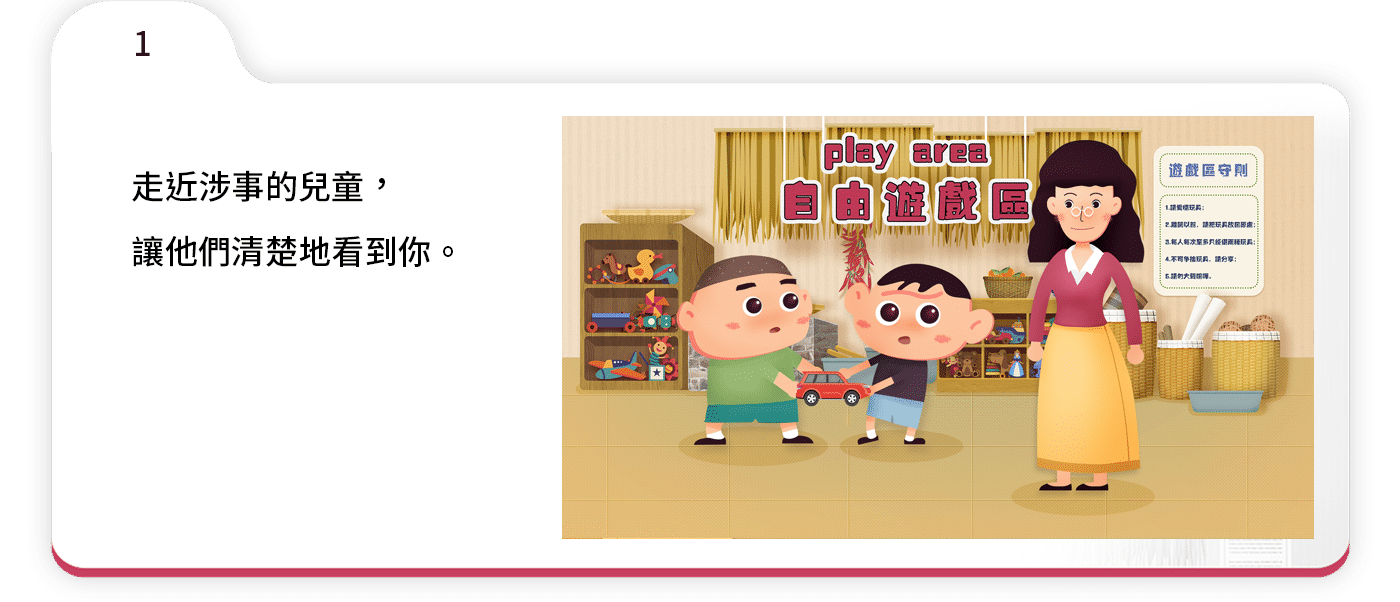 1
走近涉事的兒童，
讓他們清楚地看到你。
play area
自由遊戲區
遊戲區守則
1.請愛惜玩具；
2.離開以前，請把玩具放回原處；
3.每人每次至多只能借兩種玩具；
4.不可爭搶玩具，請分享；
5.請勿大聲喧嘩。